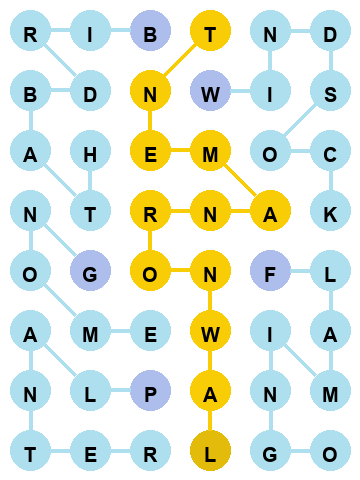 R I B T N D
B D N W I S
A H E M O C
N T R N A K
O G O N F L
A M E W I A
N L P A N M
T E R L G O